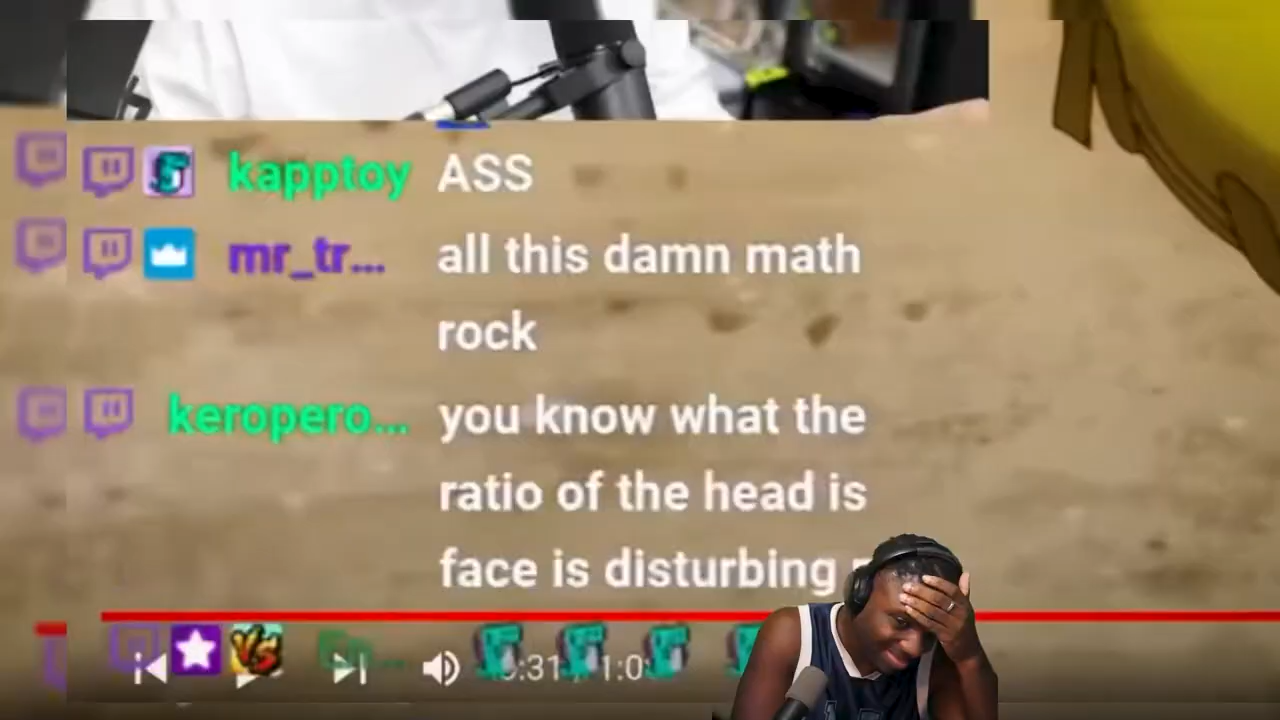 kapptoy ASS
mr_tr... all this damn math
rock
keropero... you know what the
ratio of the head is
face is disturbing
VS